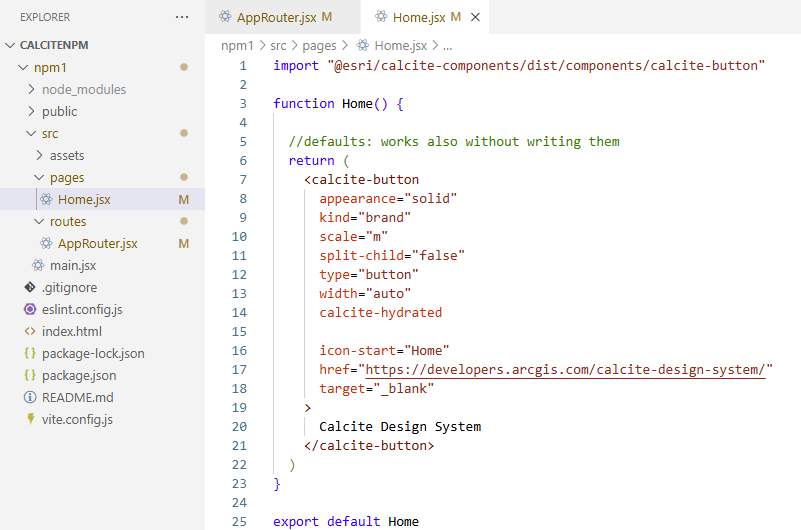 EXPLORER
···
CALCITENPM
npm1
node_modules
public
src
assets
pages
Home.jsx M
routes
AppRouter.jsx M
main.jsx
.gitignore
eslint.config.js
index.html
package-lock.json
package.json
README.md
vite.config.js
AppRouter.jsx M
Home.jsx M
npm1 > src > pages > Home.jsx > ...
1 import "@esri/calcite-components/dist/components/calcite-button"
2
3 function Home() {
4
5 //defaults: works also without writing them
6 return (
7 <calcite-button
8 appearance="solid"
9 kind="brand"
10 scale="m"
11 split-child="false"
12 type="button"
13 width="auto"
14 calcite-hydrated
15
16 icon-start="Home"
17 href="https://developers.arcgis.com/calcite-design-system/"
18 target="_blank"
19 >
20 Calcite Design System
21 </calcite-button>
22 )
23 }
24
25 export default Home